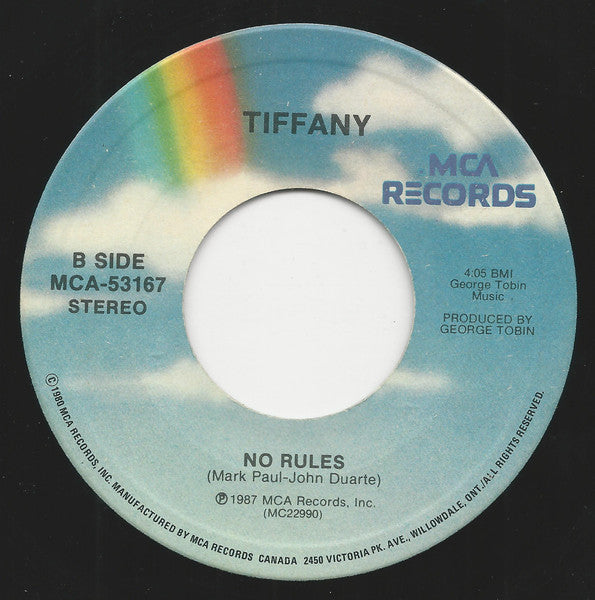 TIFFANY
MCA
RECORDS
B SIDE
MCA-53167
STEREO
4:05 BMI
George Tobin
Music
PRODUCED BY
GEORGE TOBIN
NO RULES
(Mark Paul-John Duarte)
℗ 1987 MCA Records, Inc.
(MC22990)
© 1980 MCA RECORDS, INC. MANUFACTURED BY MCA RECORDS CANADA 2450 VICTORIA PK. AVE., WILLOWDALE, ONT./ALL RIGHTS RESERVED.